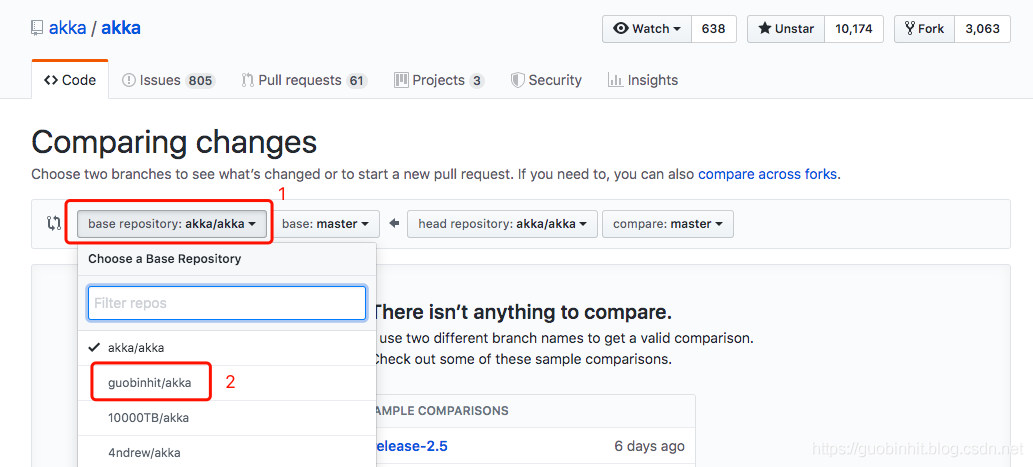 akka / akka
Watch 638 Unstar 10,174 Fork 3,063
Code Issues 805 Pull requests 61 Projects 3 Security Insights
Comparing changes
Choose two branches to see what's changed or to start a new pull request. If you need to, you can also compare across forks.
1
base repository: akka/akka base: master head repository: akka/akka compare: master
Choose a Base Repository
Filter repos
There isn't anything to compare.
use two different branch names to get a valid comparison.
akka/akka
Check out some of these sample comparisons.
guobinhit/akka 2
10000TB/akka
AMPLE COMPARISONS
elease-2.5 6 days ago
4ndrew/akka
https://guobinhit.blog.csdn.net